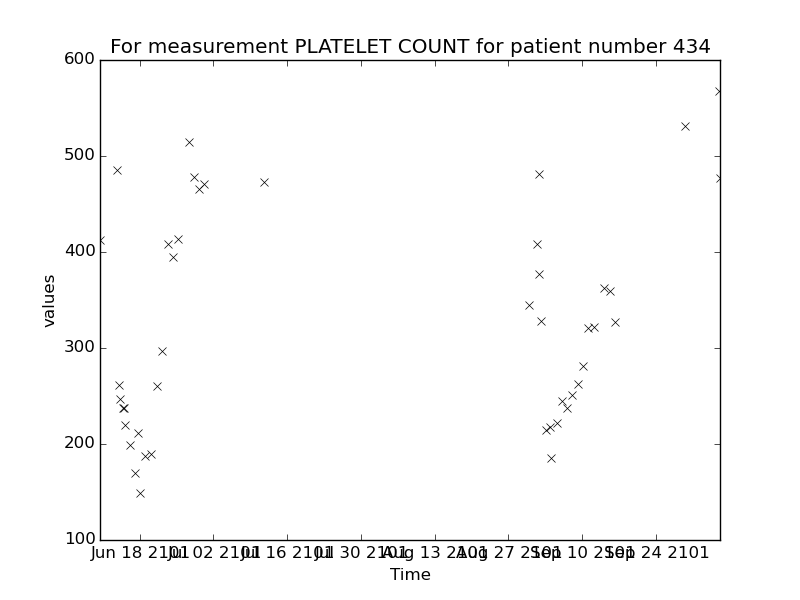 For measurement PLATELET COUNT for patient number 434
600
500
400
300
200
100
values
Jun 18 2101 Jul 02 2101 Jul 16 2101 Jul 30 2101 Aug 13 2101 Aug 27 2101 Sep 10 2101 Sep 24 2101
Time